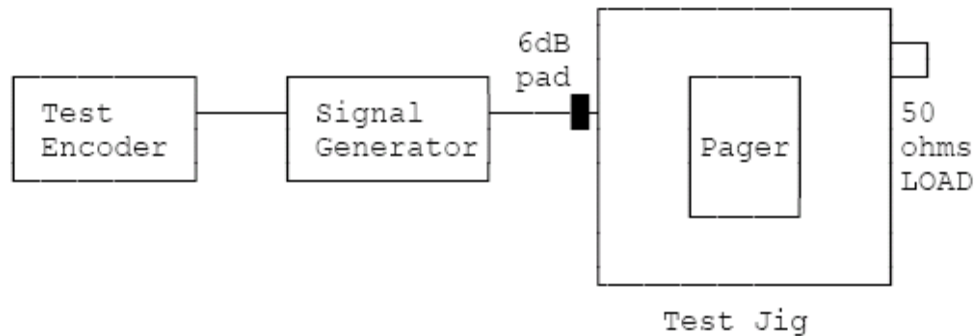 6dB
pad
Test
Encoder
Signal
Generator
Pager
50
ohms
LOAD
Test Jig